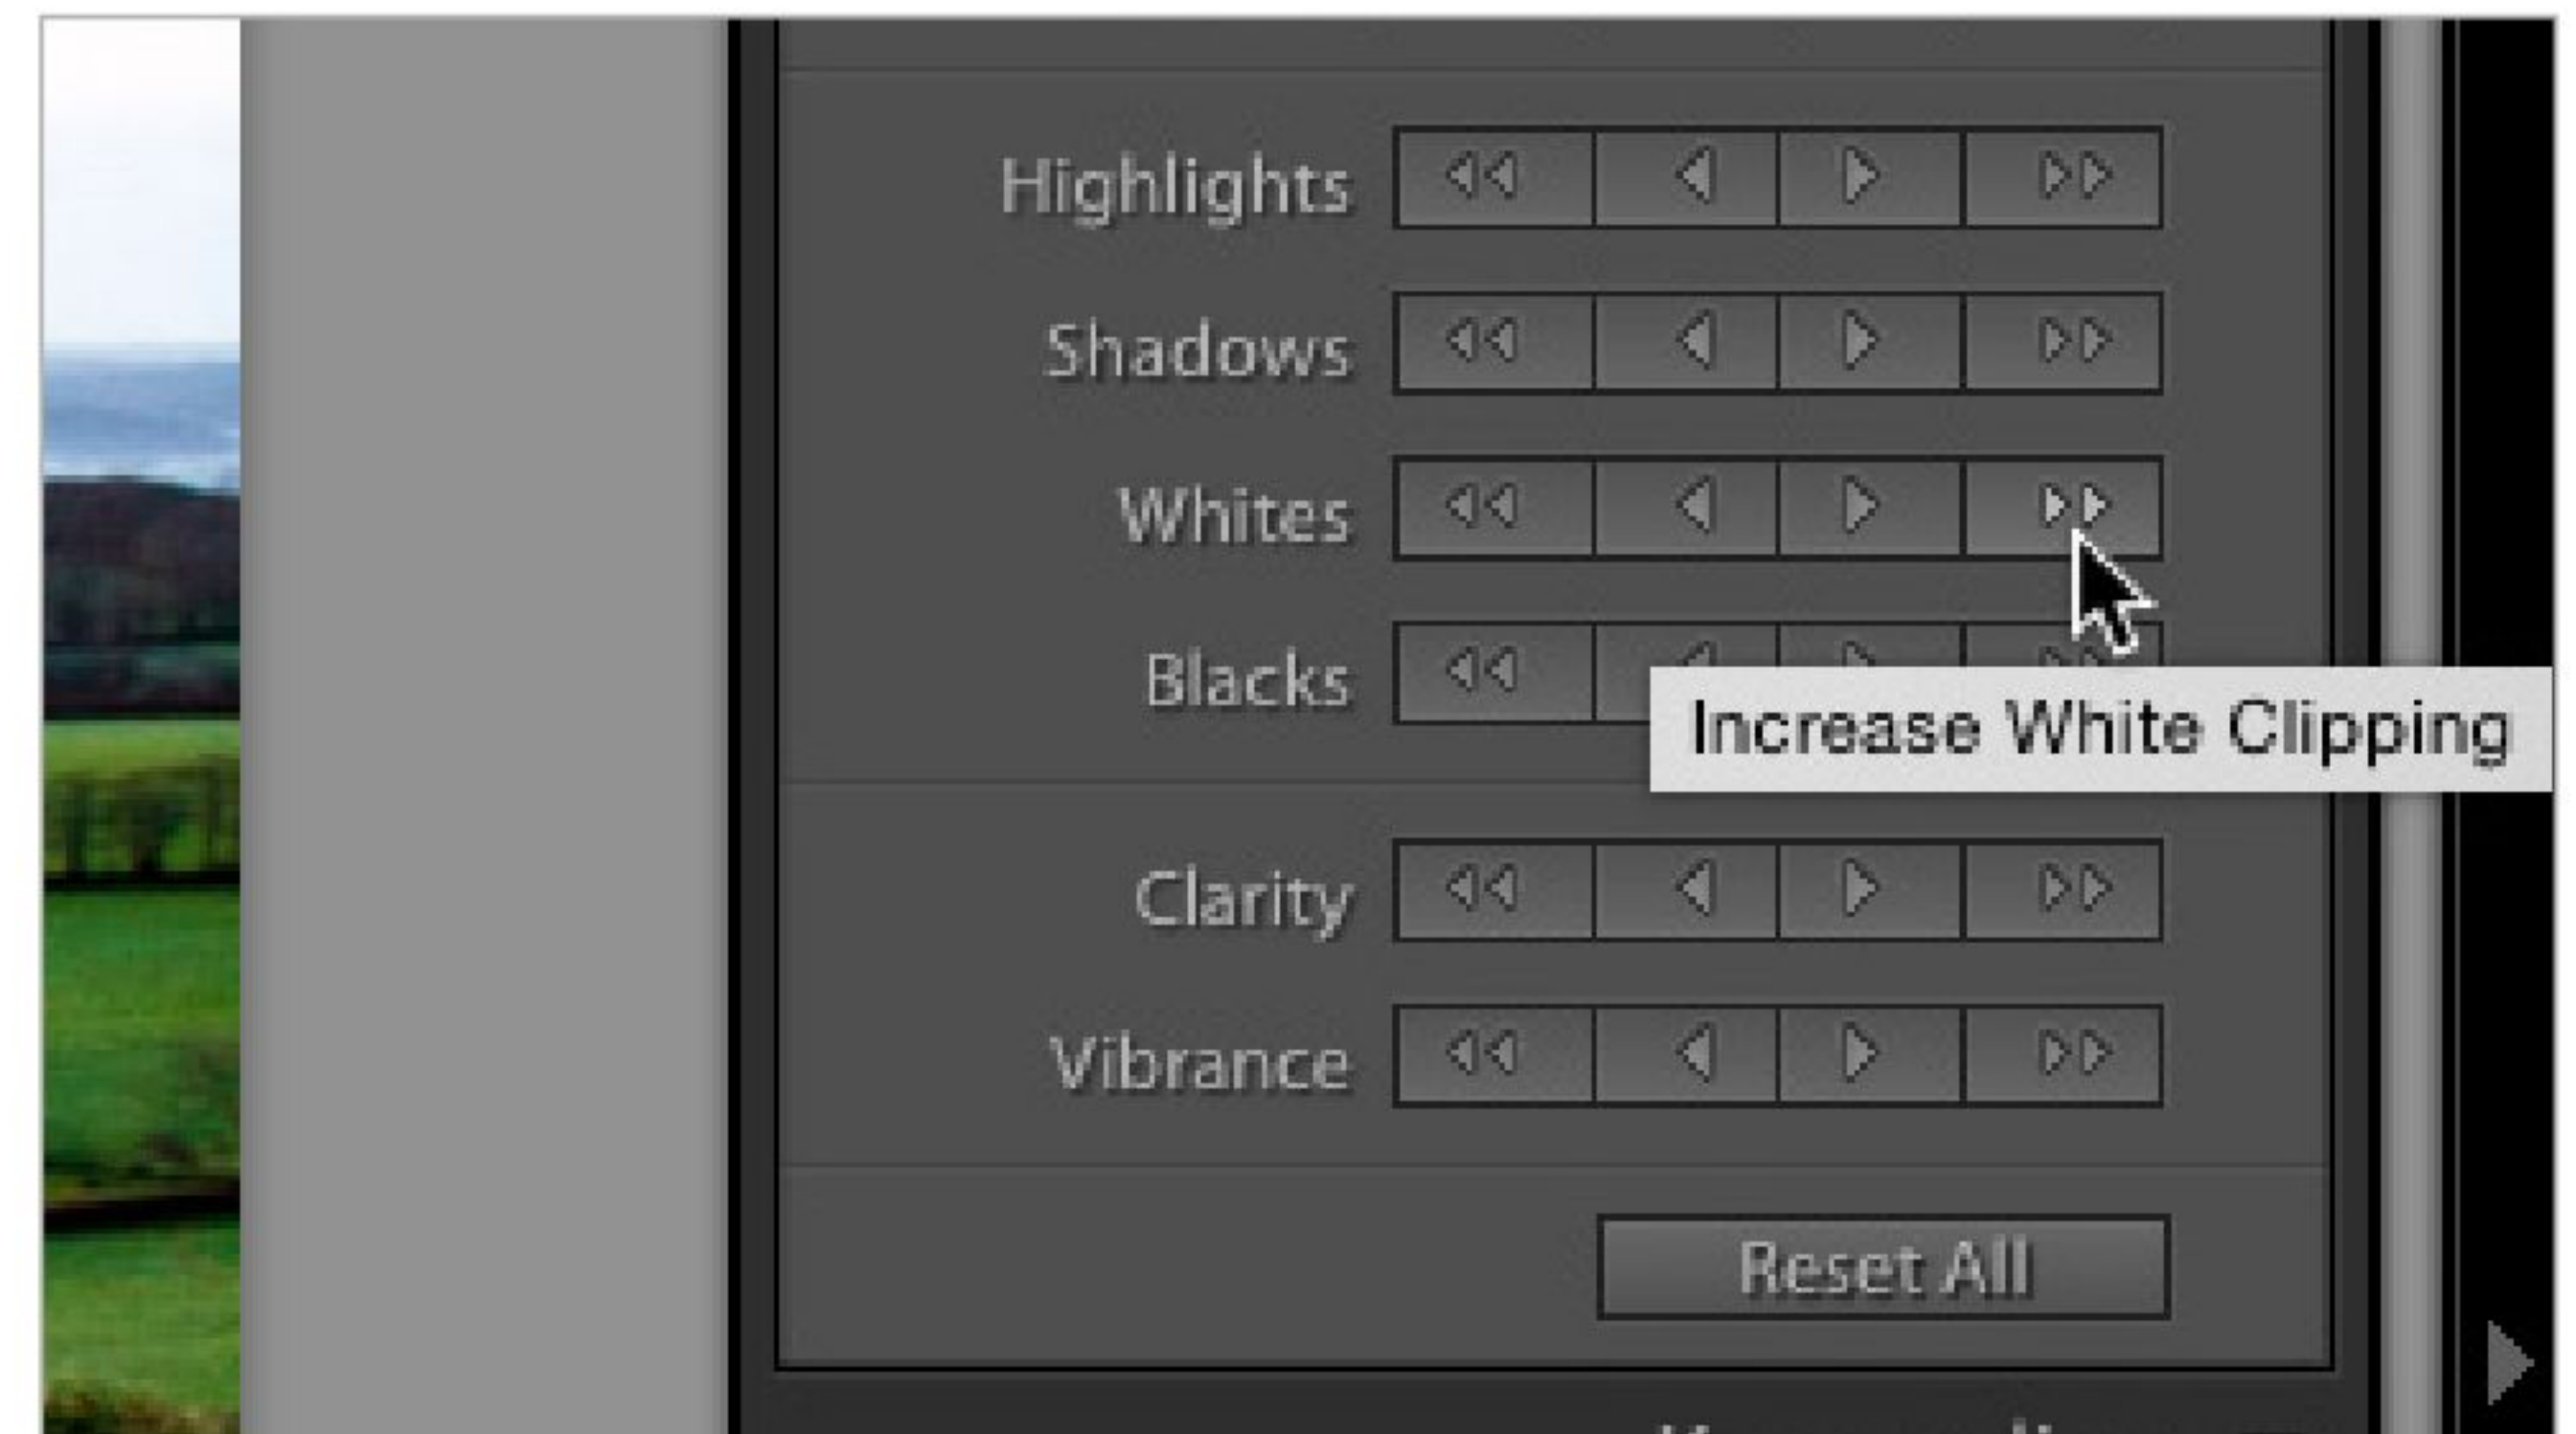 Highlights
Shadows
Whites
Blacks
Increase White Clipping
Clarity
Vibrance
Reset All